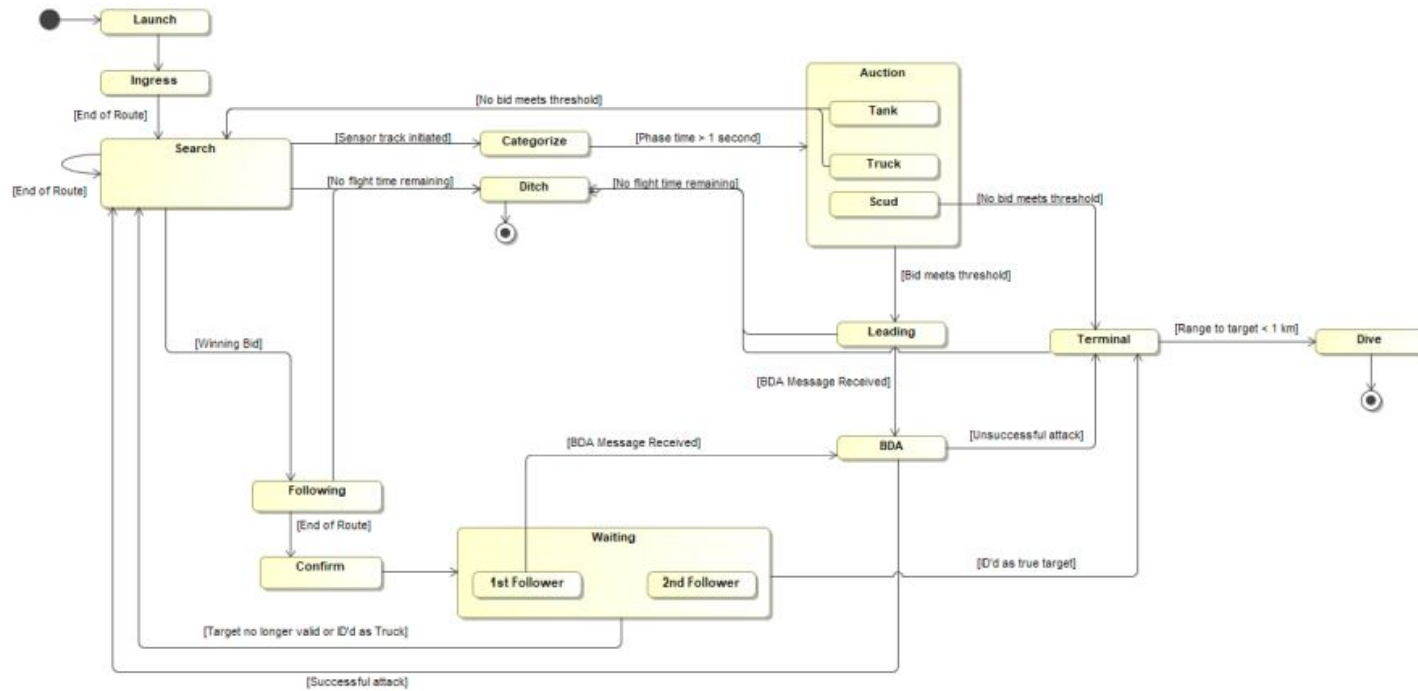 Launch
Ingress
[End of Route]
[No bid meets threshold]
Auction
Tank
Search
[Sensor track initiated]
Categorize
[Phase time > 1 second]
Truck
[End of Route]
[No flight time remaining]
Ditch
[No flight time remaining]
Scud
[No bid meets threshold]
[Bid meets threshold]
[Winning Bid]
Leading
Terminal
[Range to target < 1 km]
Dive
[BDA Message Received]
[BDA Message Received]
BDA
[Unsuccessful attack]
Following
[End of Route]
Confirm
Waiting
1st Follower
2nd Follower
[ID'd as true target]
[Target no longer valid or ID'd as Truck]
[Successful attack]